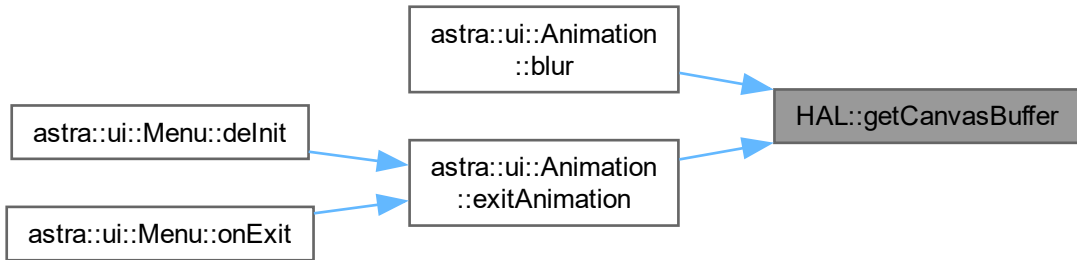 astra::ui::Animation
::blur
HAL::getCanvasBuffer
astra::ui::Menu::deInit
astra::ui::Animation
::exitAnimation
astra::ui::Menu::onExit